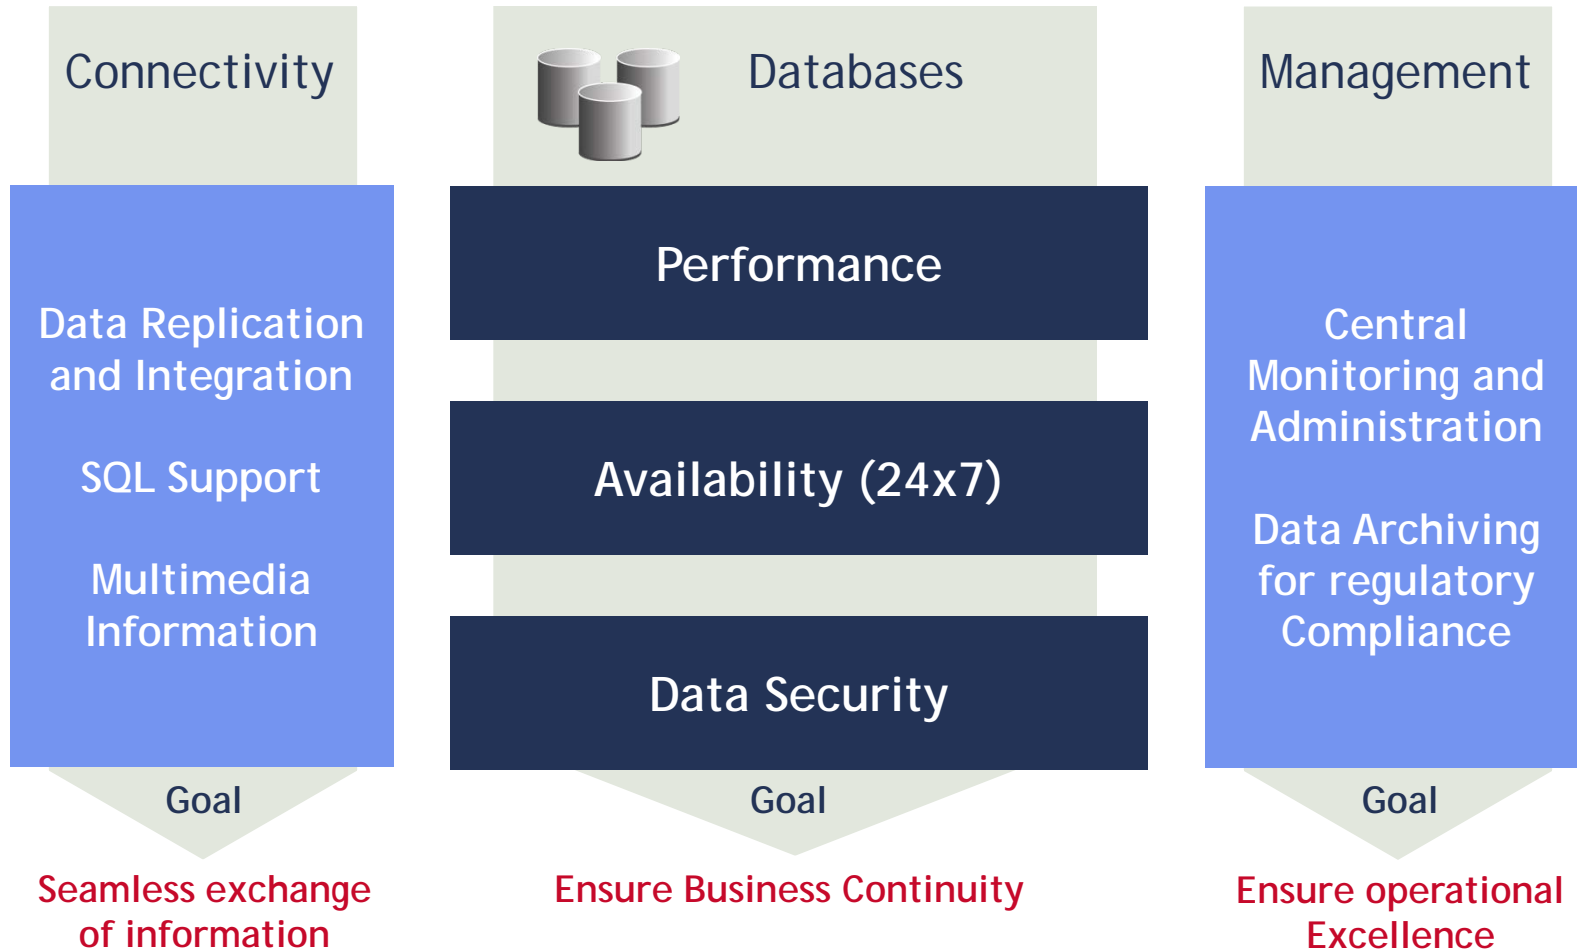 Connectivity
Data Replication
and Integration
SQL Support
Multimedia
Information
Goal
Seamless exchange
of information
Databases
Performance
Availability (24x7)
Data Security
Goal
Ensure Business Continuity
Management
Central
Monitoring and
Administration
Data Archiving
for regulatory
Compliance
Goal
Ensure operational
Excellence